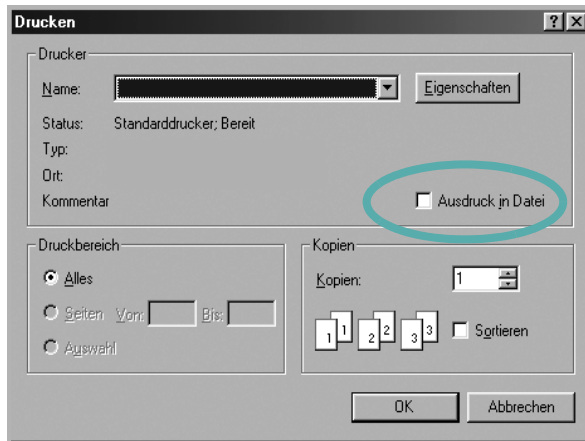 Drucken
Drucker
Name:
Eigenschaften
Status: Standarddrucker; Bereit
Typ:
Ort:
Kommentar
Ausdruck in Datei
Druckbereich
Alles
Seiten Von: Bis:
Auswahl
Kopien
Kopien: 1
1 1 2 2 3 3
Sortieren
OK Abbrechen